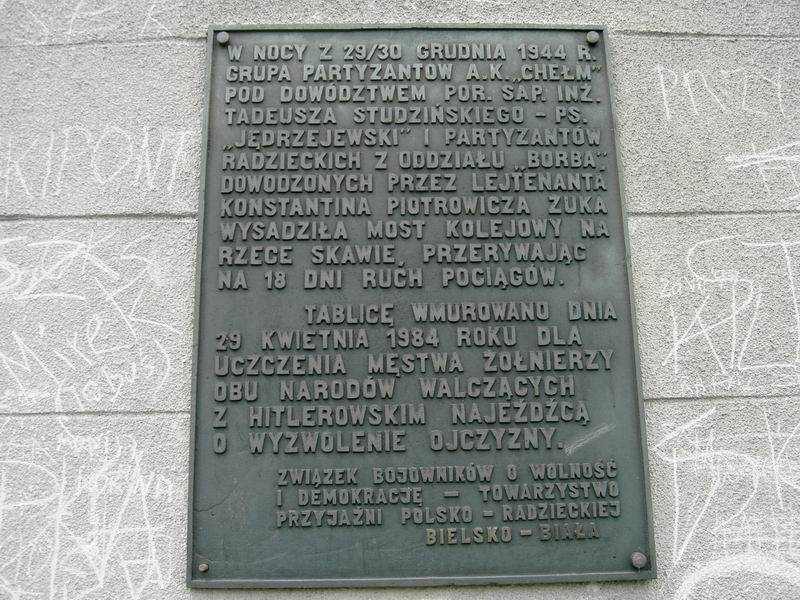 W NOCY Z 29/30 GRUDNIA 1944 R.
GRUPA PARTYZANTÓW A.K. „CHEŁM"
POD DOWÓDZTWEM POR. SAP. INŻ.
TADEUSZA STUDZIŃSKIEGO - PS.
„JĘDRZEJEWSKI" I PARTYZANTÓW
RADZIECKICH Z ODDZIAŁU „BORBA"
DOWODZONYCH PRZEZ LEJTENANTA
KONSTANTINA PIOTROWICZA ZUKA
WYSADZIŁA MOST KOLEJOWY NA
RZECE SKAWIE, PRZERYWAJĄC
NA 18 DNI RUCH POCIĄGÓW.
TABLICĘ WMUROWANO DNIA
29 KWIETNIA 1984 ROKU DLA
UCZCZENIA MĘSTWA ŻOŁNIERZY
OBU NARODÓW WALCZĄCYCH
Z HITLEROWSKIM NAJEŹDŹCĄ
O WYZWOLENIE OJCZYZNY.
ZWIĄZEK BOJOWNIKÓW O WOLNOŚĆ
I DEMOKRACJĘ - TOWARZYSTWO
PRZYJAŹNI POLSKO - RADZIECKIEJ
BIELSKO - BIAŁA